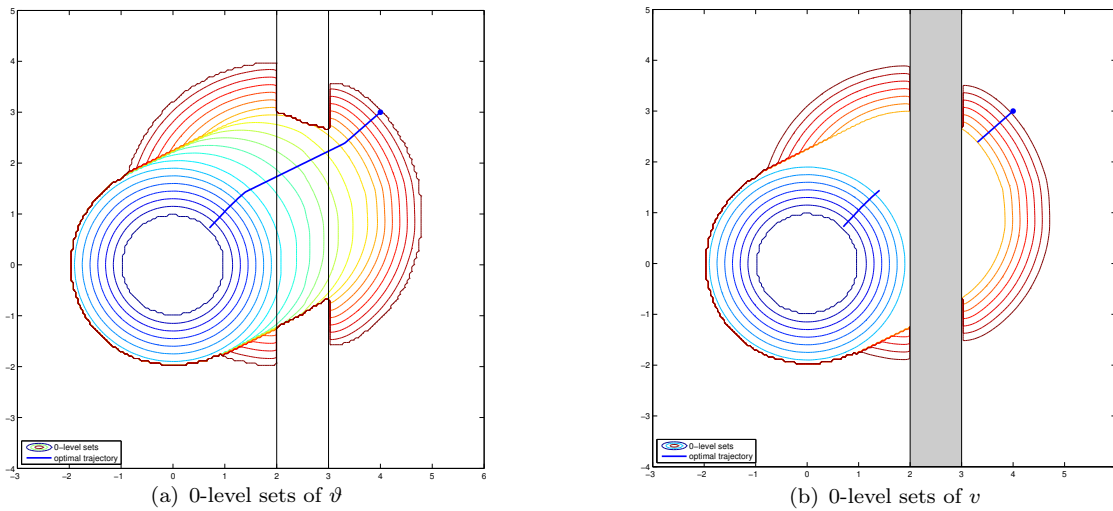 5
4
3
2
1
0
−1
−2
−3
−4
−3 −2 −1 0 1 2 3 4 5 6
0−level sets
optimal trajectory
(a) 0-level sets of ϑ
5
4
3
2
1
0
−1
−2
−3
−4
−3 −2 −1 0 1 2 3 4 5
0−level sets
optimal trajectory
(b) 0-level sets of v